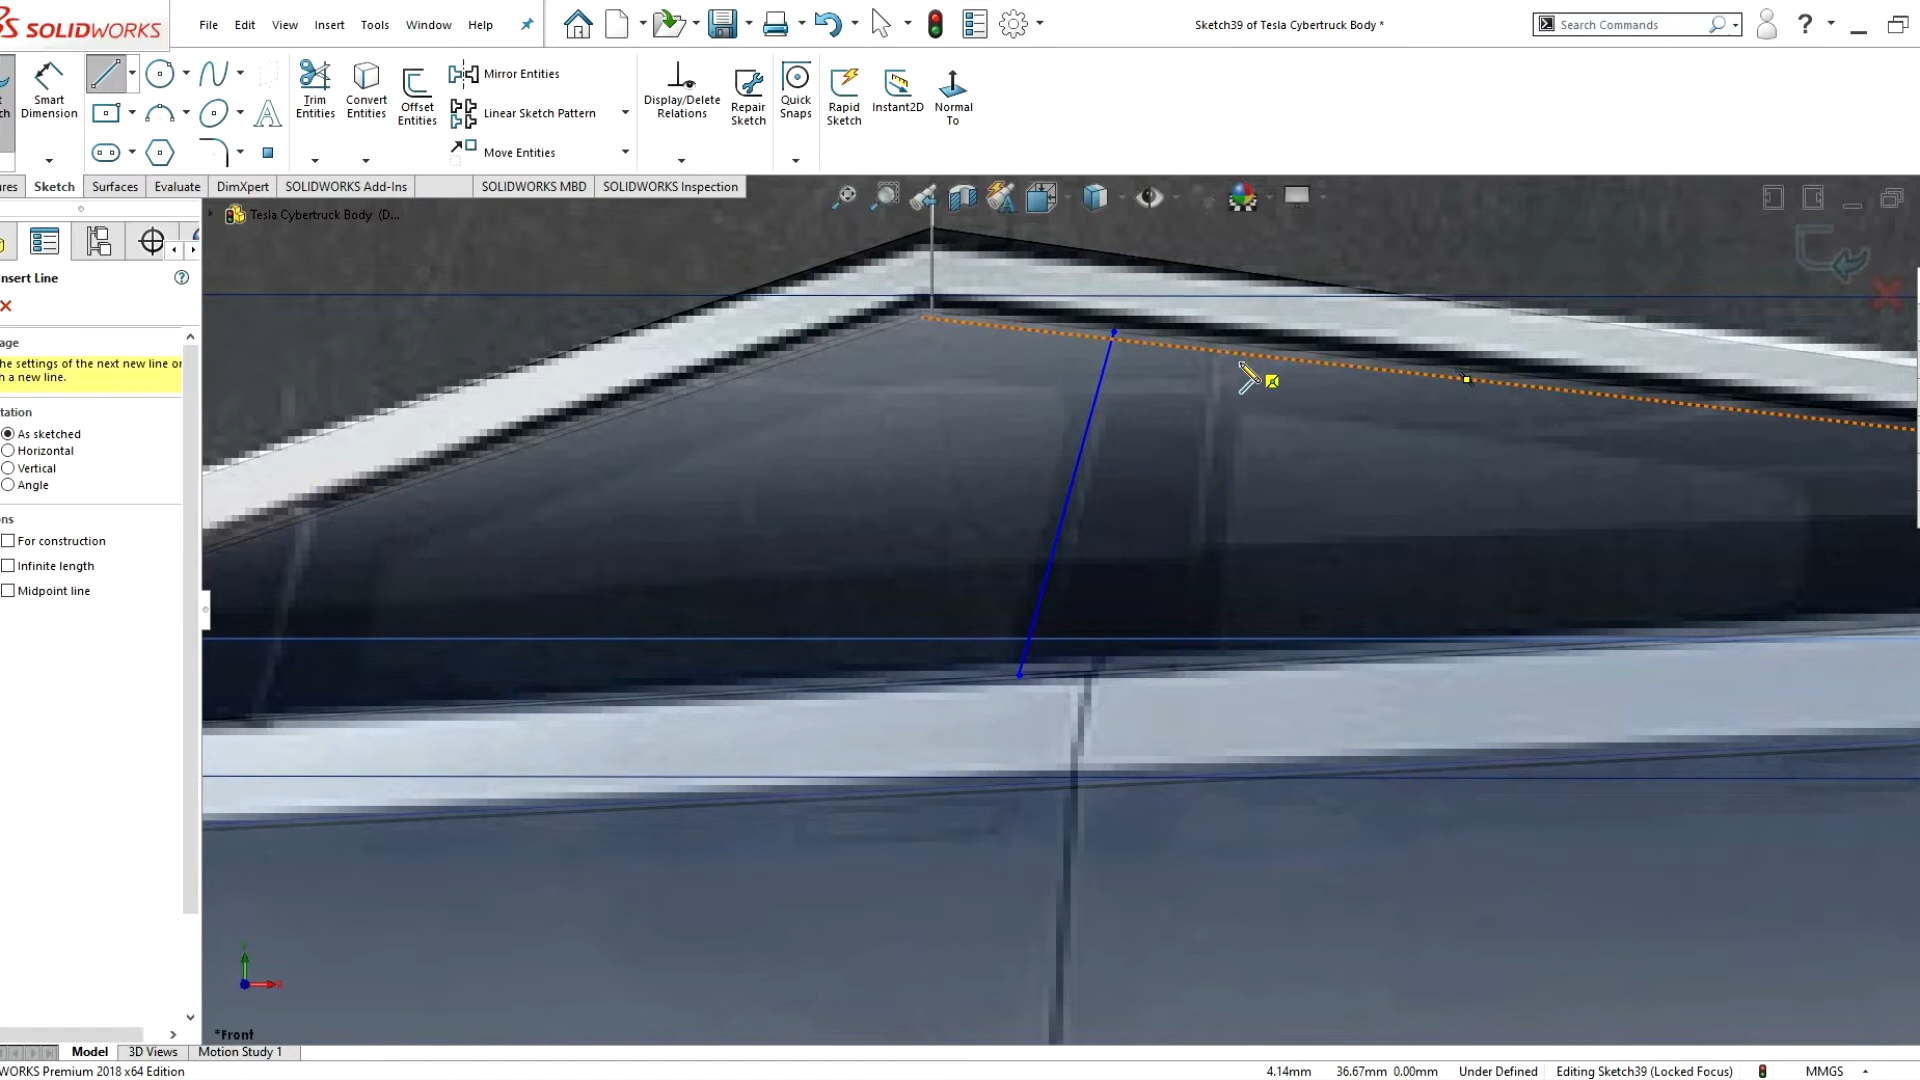 SOLIDWORKS
File Edit View Insert Tools Window Help
Sketch39 of Tesla Cybertruck Body *
Search Commands
?
Smart
Dimension
Trim
Entities
Convert
Entities
Offset
Entities
Mirror Entities
Linear Sketch Pattern
Move Entities
Display/Delete
Relations
Repair
Sketch
Quick
Snaps
Rapid
Sketch
Instant2D
Normal
To
ures Sketch Surfaces Evaluate DimXpert SOLIDWORKS Add-Ins SOLIDWORKS MBD SOLIDWORKS Inspection
Tesla Cybertruck Body (D...
nsert Line
age
he settings of the next new line or
h a new line.
tation
As sketched
Horizontal
Vertical
Angle
ons
For construction
Infinite length
Midpoint line
*Front
Model 3D Views Motion Study 1
WORKS Premium 2018 x64 Edition
4.14mm 36.67mm 0.00mm Under Defined Editing Sketch39 (Locked Focus) MMGS